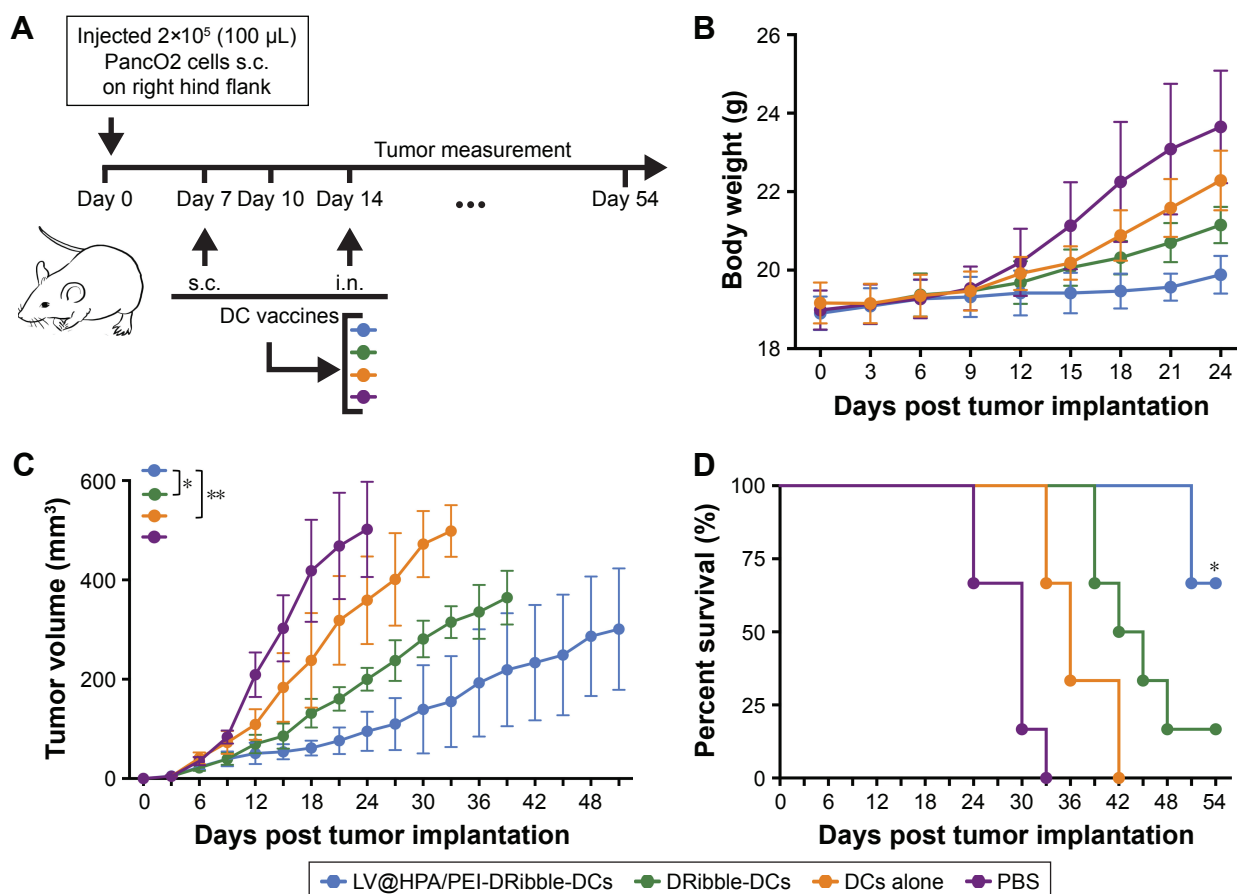 A
Injected 2×10⁵ (100 µL)
PancO2 cells s.c.
on right hind flank
Tumor measurement
Day 0 Day 7 Day 10 Day 14 ••• Day 54
s.c. i.n.
DC vaccines
B
Body weight (g)
26
24
22
20
18
0 3 6 9 12 15 18 21 24
Days post tumor implantation
C
Tumor volume (mm³)
*
**
600
400
200
0
0 6 12 18 24 30 36 42 48
Days post tumor implantation
D
Percent survival (%)
100
75
50
25
0
*
0 6 12 18 24 30 36 42 48 54
Days post tumor implantation
LV@HPA/PEI-DRibble-DCs DRibble-DCs DCs alone PBS